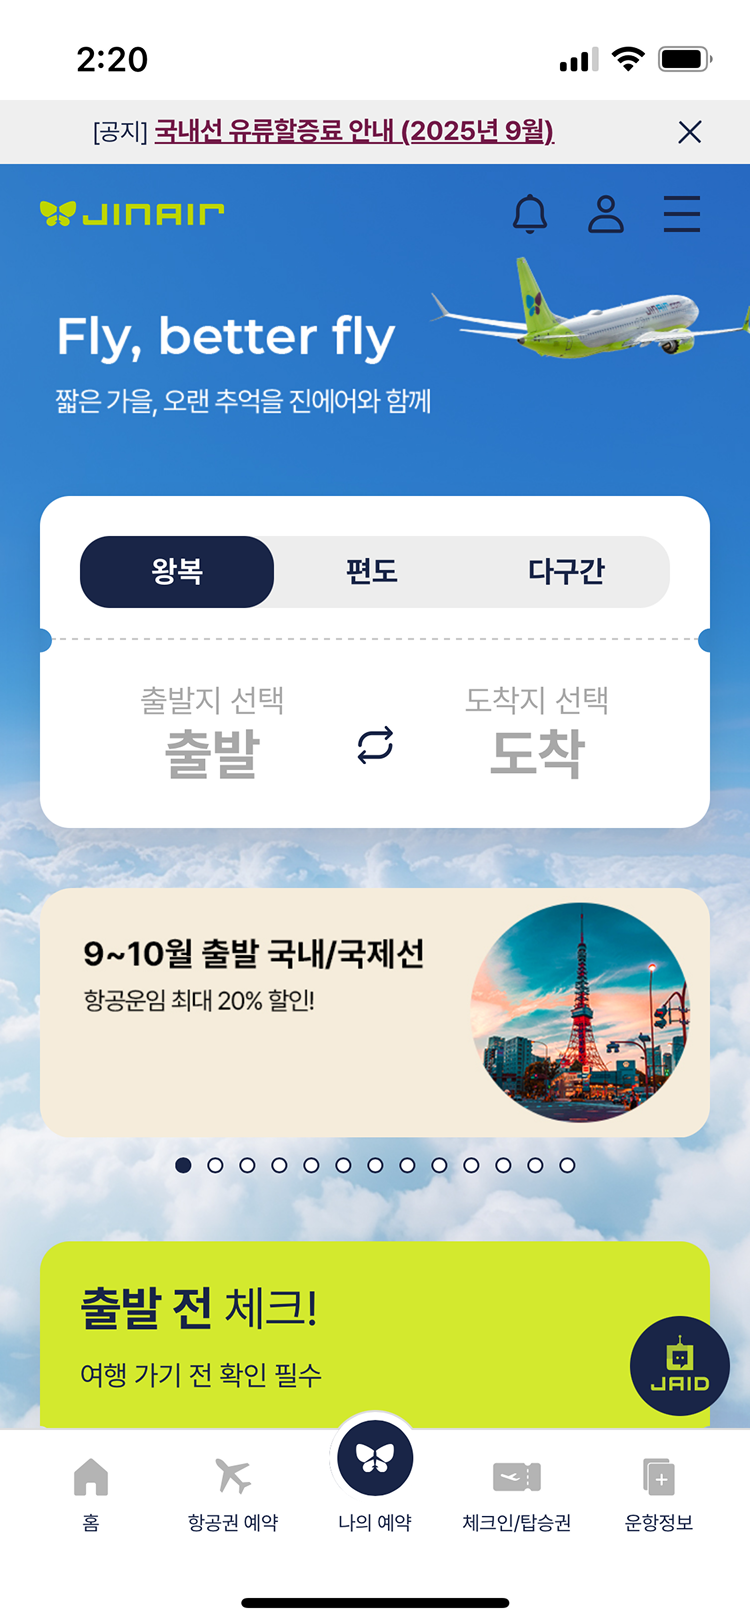 2:20
[공지] 국내선 유류할증료 안내 (2025년 9월)
JINAIR
Fly, better fly
짧은 가을, 오랜 추억을 진에어와 함께
왕복 편도 다구간
출발지 선택 도착지 선택
출발 도착
9~10월 출발 국내/국제선
항공운임 최대 20% 할인!
출발 전 체크!
여행 가기 전 확인 필수
JAID
홈 항공권 예약 나의 예약 체크인/탑승권 운항정보